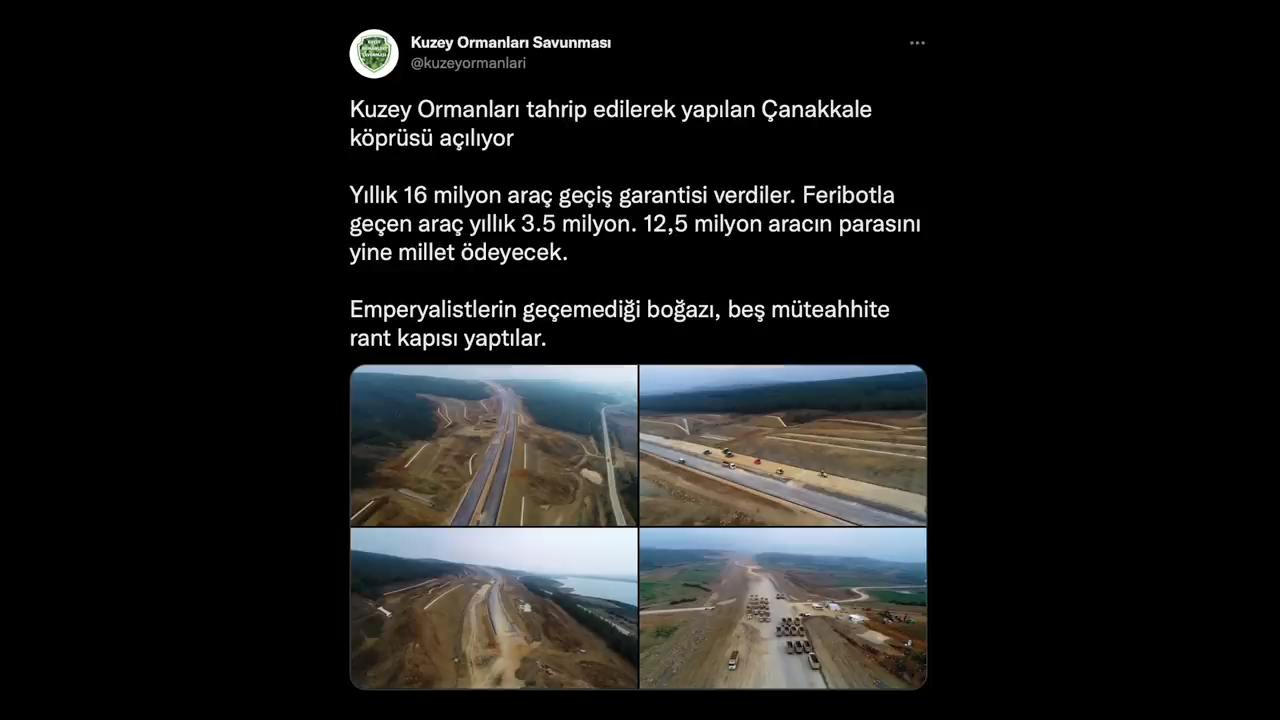 Kuzey Ormanları Savunması
@kuzeyormanlari
Kuzey Ormanları tahrip edilerek yapılan Çanakkale
köprüsü açılıyor
Yıllık 16 milyon araç geçiş garantisi verdiler. Feribotla
geçen araç yıllık 3.5 milyon. 12,5 milyon aracın parasını
yine millet ödeyecek.
Emperyalistlerin geçemediği boğazı, beş müteahhite
rant kapısı yaptılar.